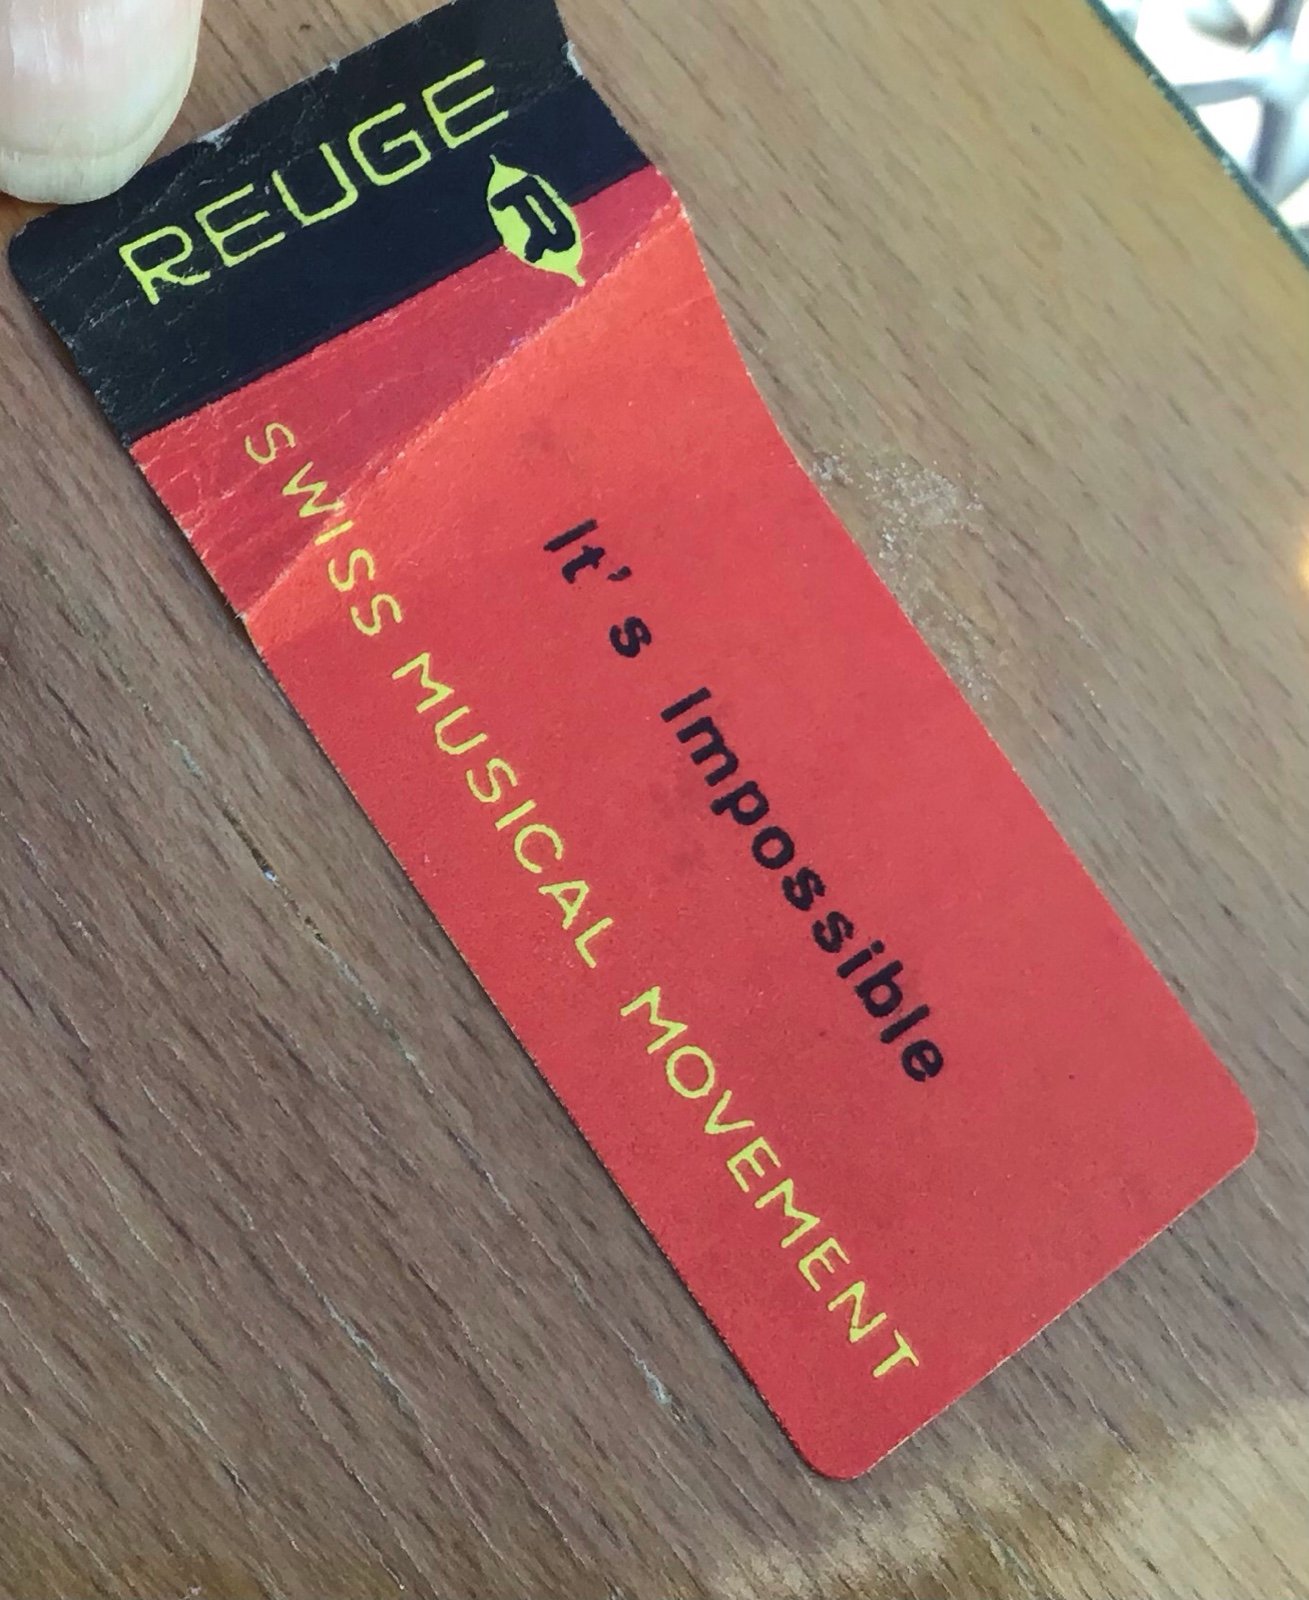 REUGE
R
It's Impossible
SWISS MUSICAL MOVEMENT